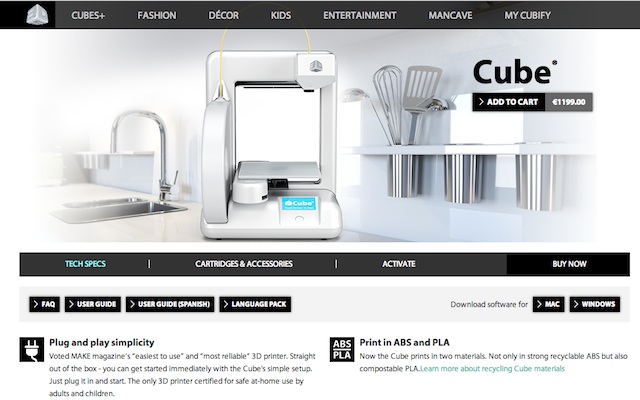 CUBES+ FASHION DÉCOR KIDS ENTERTAINMENT MANCAVE MY CUBIFY
Cube®
ADD TO CART €1199.00
Cube
TECH SPECS | CARTRIDGES & ACCESSORIES | ACTIVATE BUY NOW
FAQ USER GUIDE USER GUIDE (SPANISH) LANGUAGE PACK Download software for MAC WINDOWS
Plug and play simplicity
Voted MAKE magazine's "easiest to use" and "most reliable" 3D printer. Straight
out of the box - you can get started immediately with the Cube's simple setup.
Just plug it in and start. The only 3D printer certified for safe at-home use by
adults and children.
ABS
PLA
Print in ABS and PLA
Now the Cube prints in two materials. Not only in strong recyclable ABS but also
compostable PLA.Learn more about recycling Cube materials